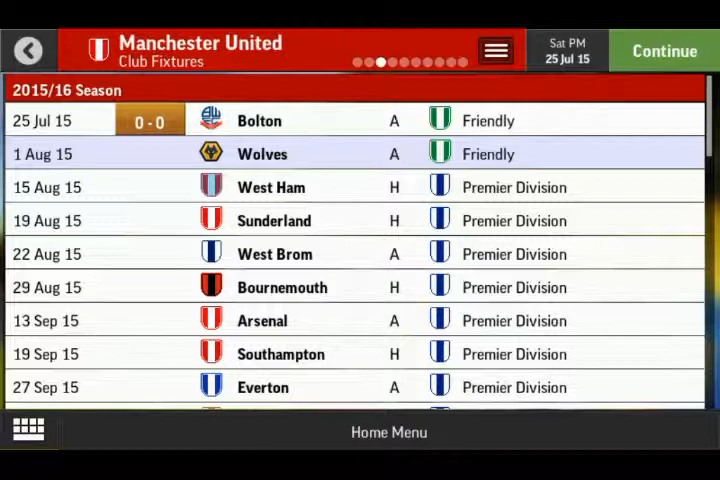 Manchester United
Club Fixtures
Sat PM
25 Jul 15
Continue
2015/16 Season
25 Jul 15 0 - 0 Bolton A Friendly
1 Aug 15 Wolves A Friendly
15 Aug 15 West Ham H Premier Division
19 Aug 15 Sunderland H Premier Division
22 Aug 15 West Brom A Premier Division
29 Aug 15 Bournemouth H Premier Division
13 Sep 15 Arsenal A Premier Division
19 Sep 15 Southampton H Premier Division
27 Sep 15 Everton A Premier Division
Home Menu